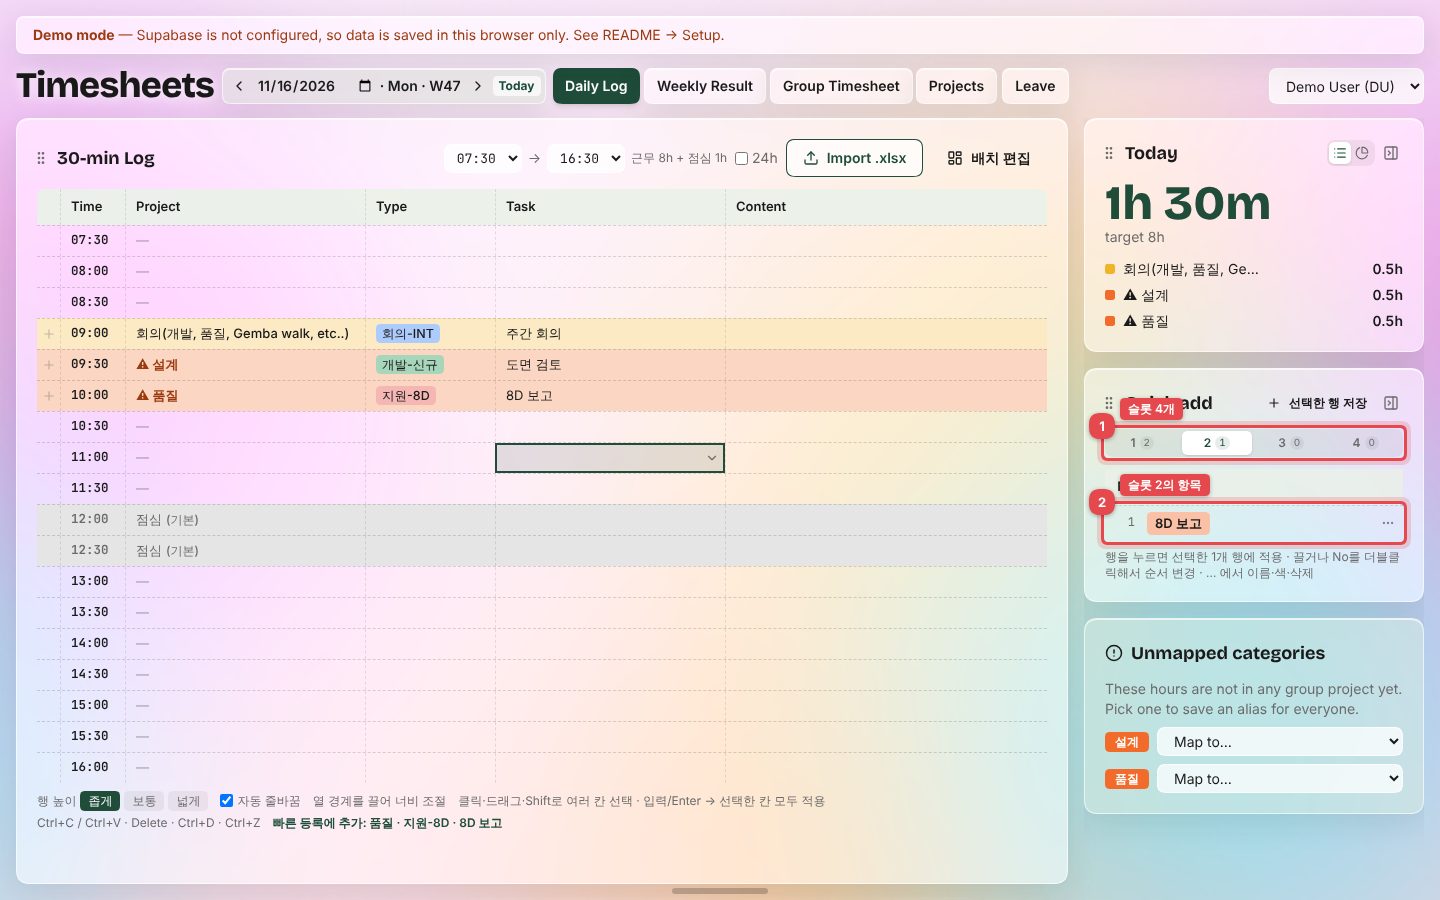 Demo mode — Supabase is not configured, so data is saved in this browser only. See README → Setup.
Timesheets
11/16/2026 · Mon · W47 Today
Daily Log
Weekly Result
Group Timesheet
Projects
Leave
Demo User (DU)
30-min Log
07:30 → 16:30 근무 8h + 점심 1h 24h
Import .xlsx
배치 편집
Time Project Type Task Content
07:30 —
08:00 —
08:30 —
+ 09:00 회의(개발, 품질, Gemba walk, etc..) 회의-INT 주간 회의
+ 09:30 설계 개발-신규 도면 검토
+ 10:00 품질 지원-8D 8D 보고
10:30 —
11:00 —
11:30 —
12:00 점심 (기본)
12:30 점심 (기본)
13:00 —
13:30 —
14:00 —
14:30 —
15:00 —
15:30 —
16:00 —
행 높이 좁게 보통 넓게 자동 줄바꿈 열 경계를 끌어 너비 조절 클릭·드래그·Shift로 여러 칸 선택 · 입력/Enter → 선택한 칸 모두 적용
Ctrl+C / Ctrl+V · Delete · Ctrl+D · Ctrl+Z 빠른 등록에 추가: 품질 · 지원-8D · 8D 보고
Today
1h 30m
target 8h
회의(개발, 품질, Ge... 0.5h
설계 0.5h
품질 0.5h
add
+ 선택한 행 저장
슬롯 4개
1
1 2 2 1 3 0 4 0
슬롯 2의 항목
2
1 8D 보고 ...
행을 누르면 선택한 1개 행에 적용 · 끌거나 No를 더블클
릭해서 순서 변경 · ... 에서 이름·색·삭제
Unmapped categories
These hours are not in any group project yet.
Pick one to save an alias for everyone.
설계 Map to...
품질 Map to...